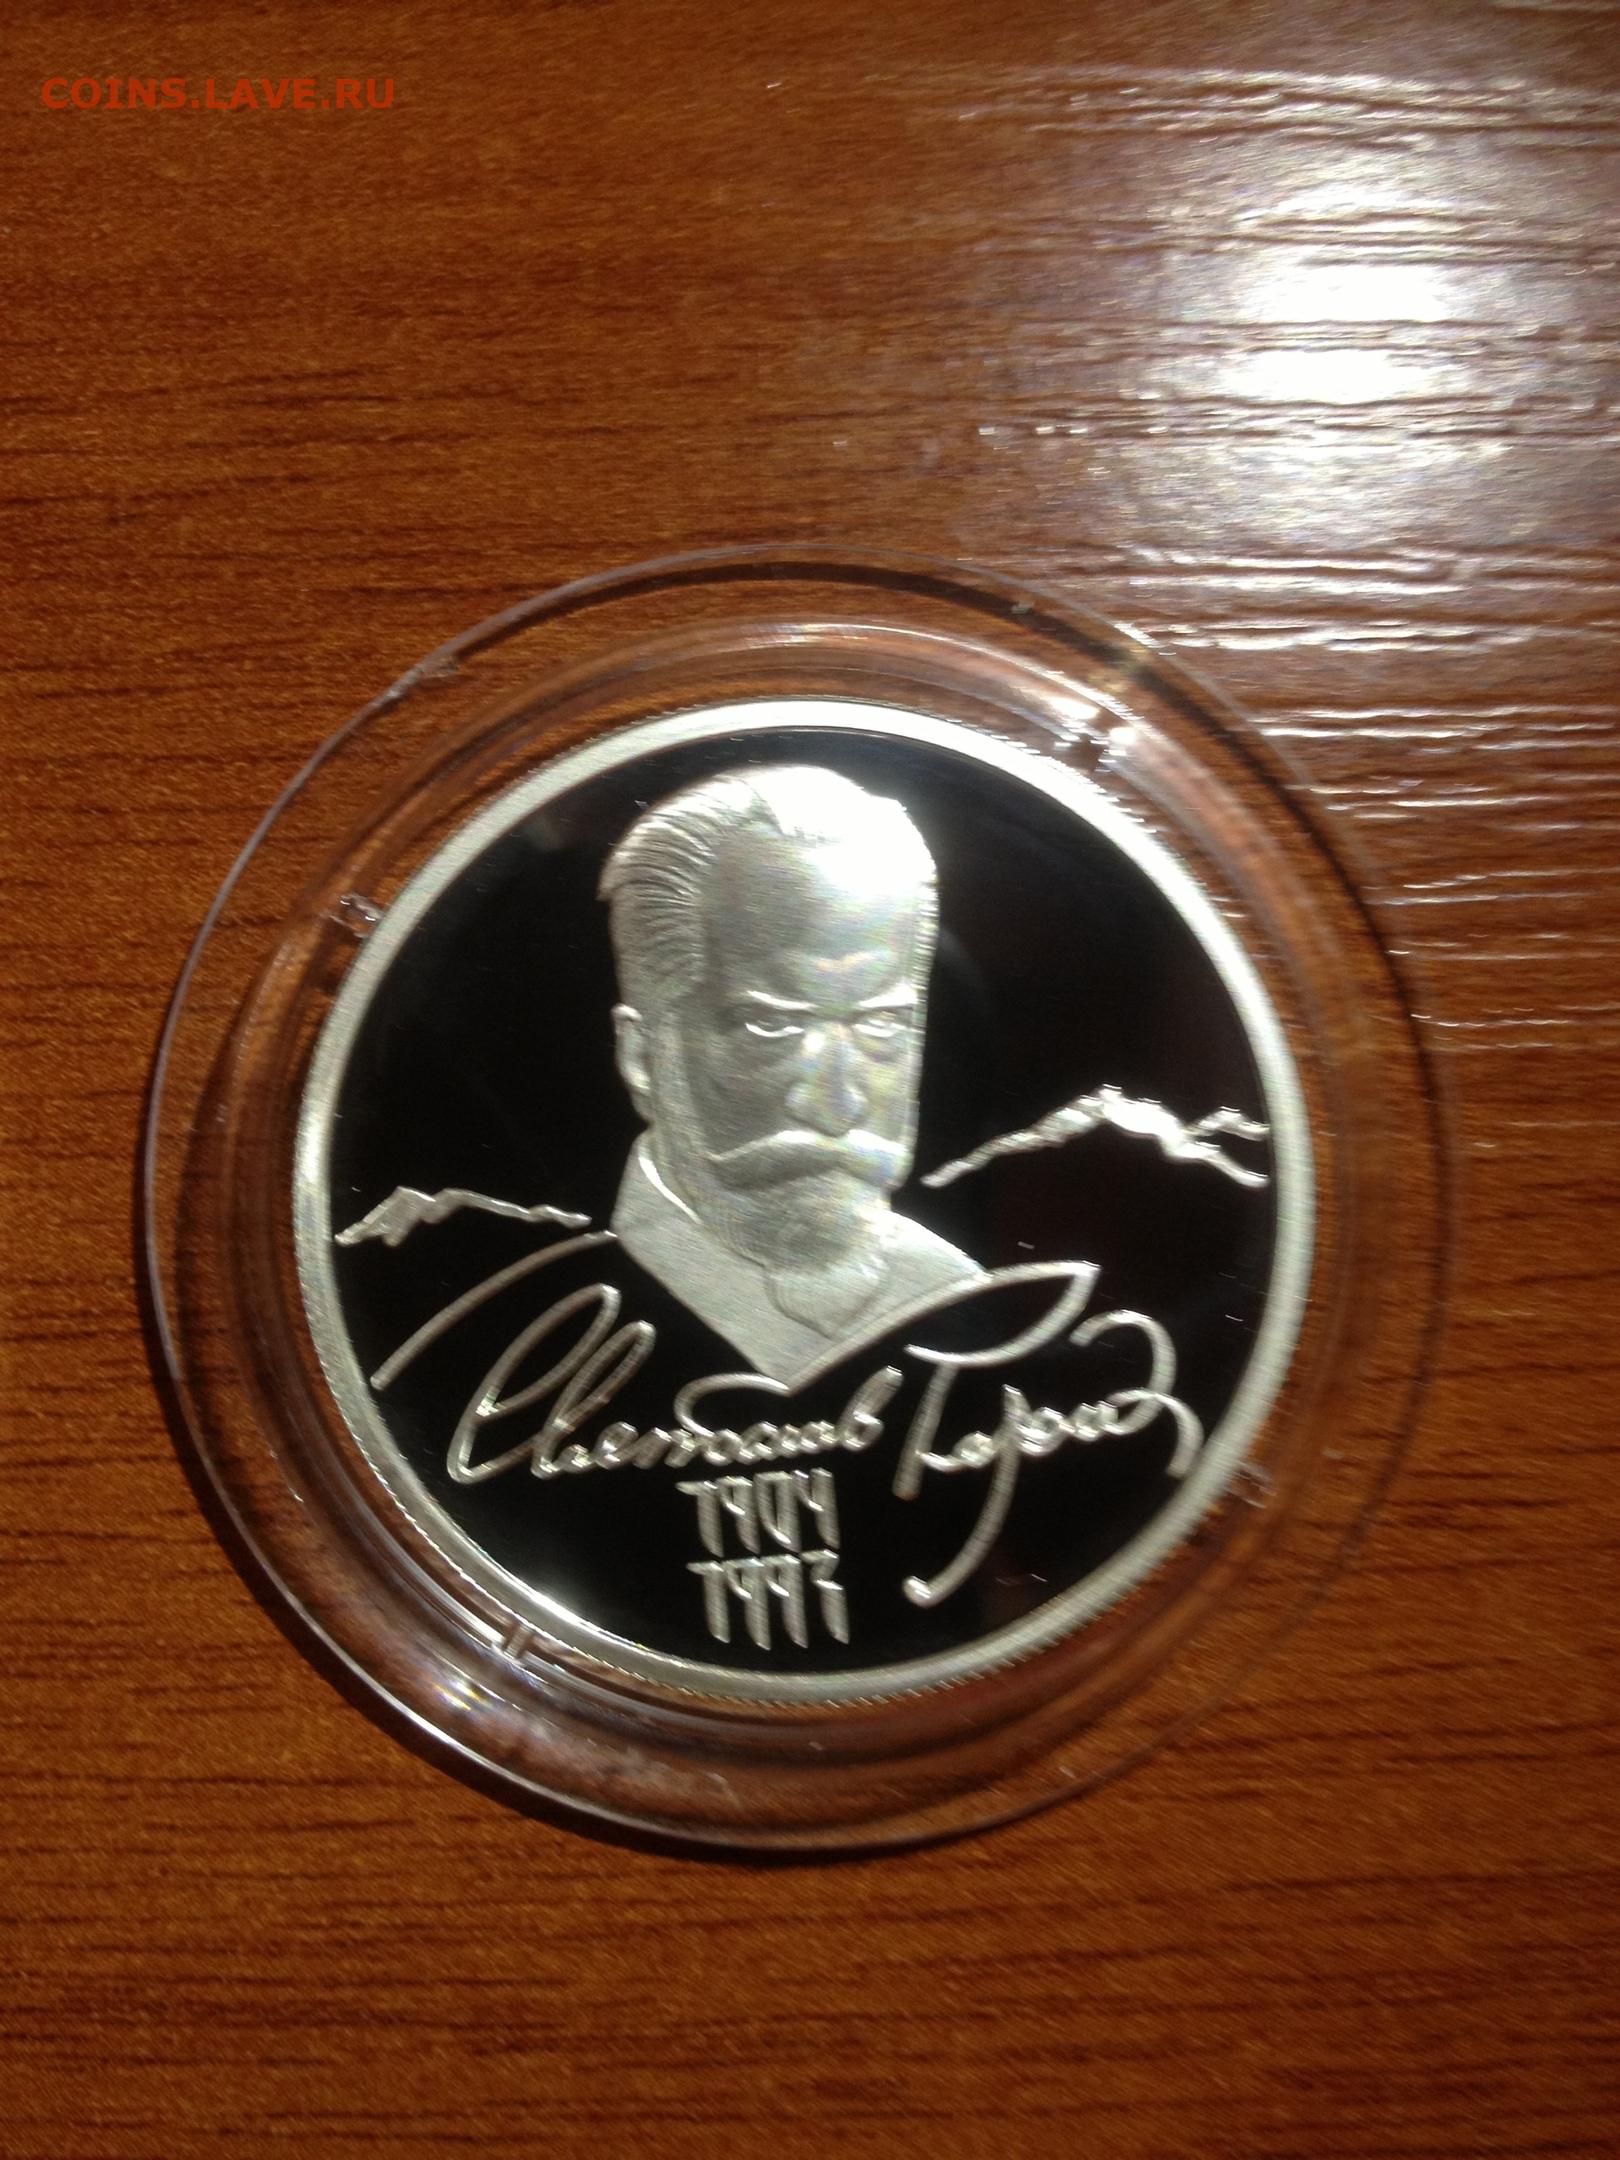 COINS.LAVE.RU
Святослав Рерих
1904
1993